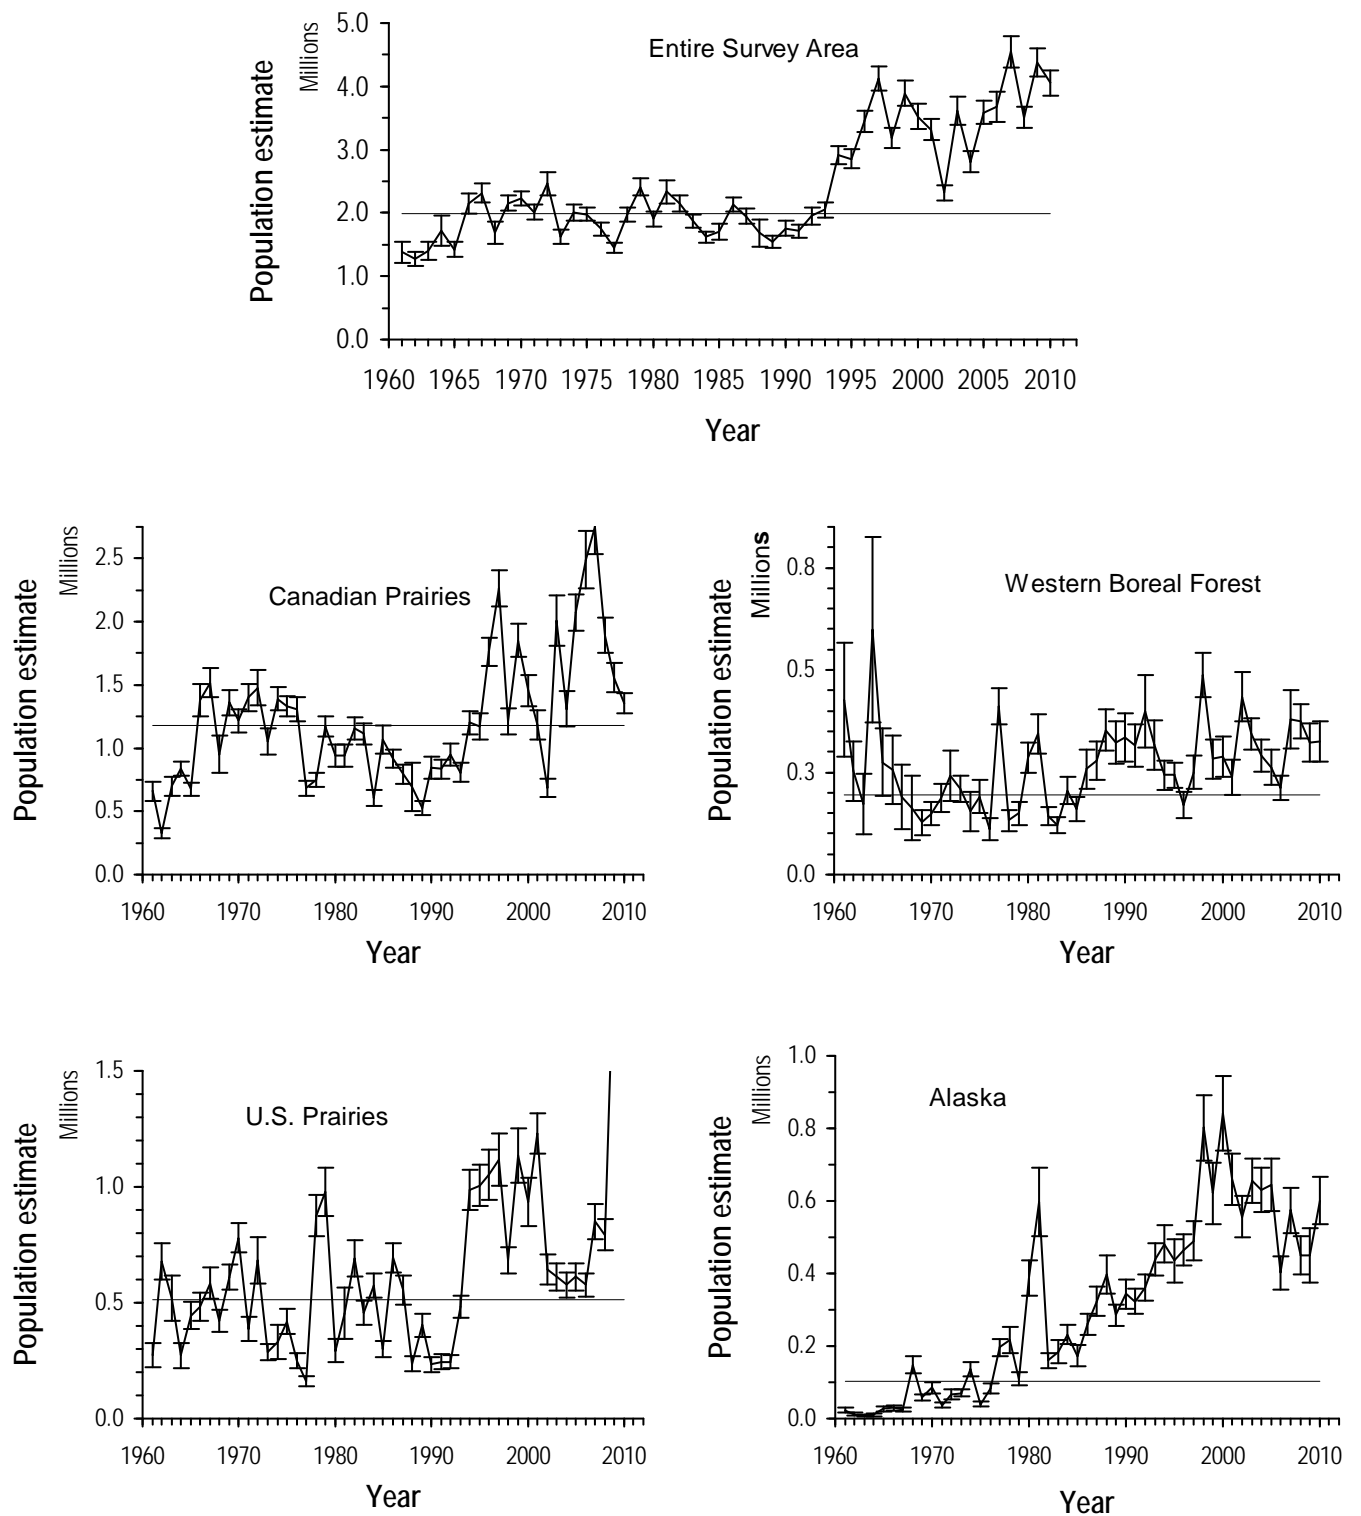 Entire Survey Area
Population estimate
Millions
5.0
4.0
3.0
2.0
1.0
0.0
1960 1965 1970 1975 1980 1985 1990 1995 2000 2005 2010
Year
Canadian Prairies
Population estimate
Millions
2.5
2.0
1.5
1.0
0.5
0.0
1960 1970 1980 1990 2000 2010
Year
Western Boreal Forest
Population estimate
Millions
0.8
0.5
0.3
0.0
1960 1970 1980 1990 2000 2010
Year
U.S. Prairies
Population estimate
Millions
1.5
1.0
0.5
0.0
1960 1970 1980 1990 2000 2010
Year
Alaska
Population estimate
Millions
1.0
0.8
0.6
0.4
0.2
0.0
1960 1970 1980 1990 2000 2010
Year